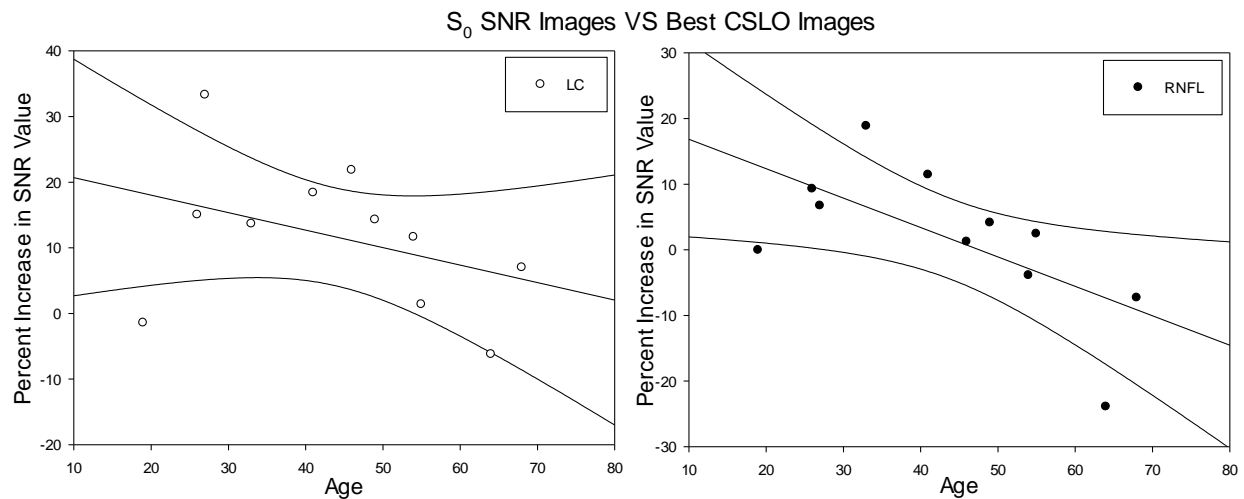 S0 SNR Images VS Best CSLO Images
Percent Increase in SNR Value
40
30
20
10
0
-10
-20
LC
10 20 30 40 50 60 70 80
Age
Percent Increase in SNR Value
30
20
10
0
-10
-20
-30
RNFL
10 20 30 40 50 60 70 80
Age